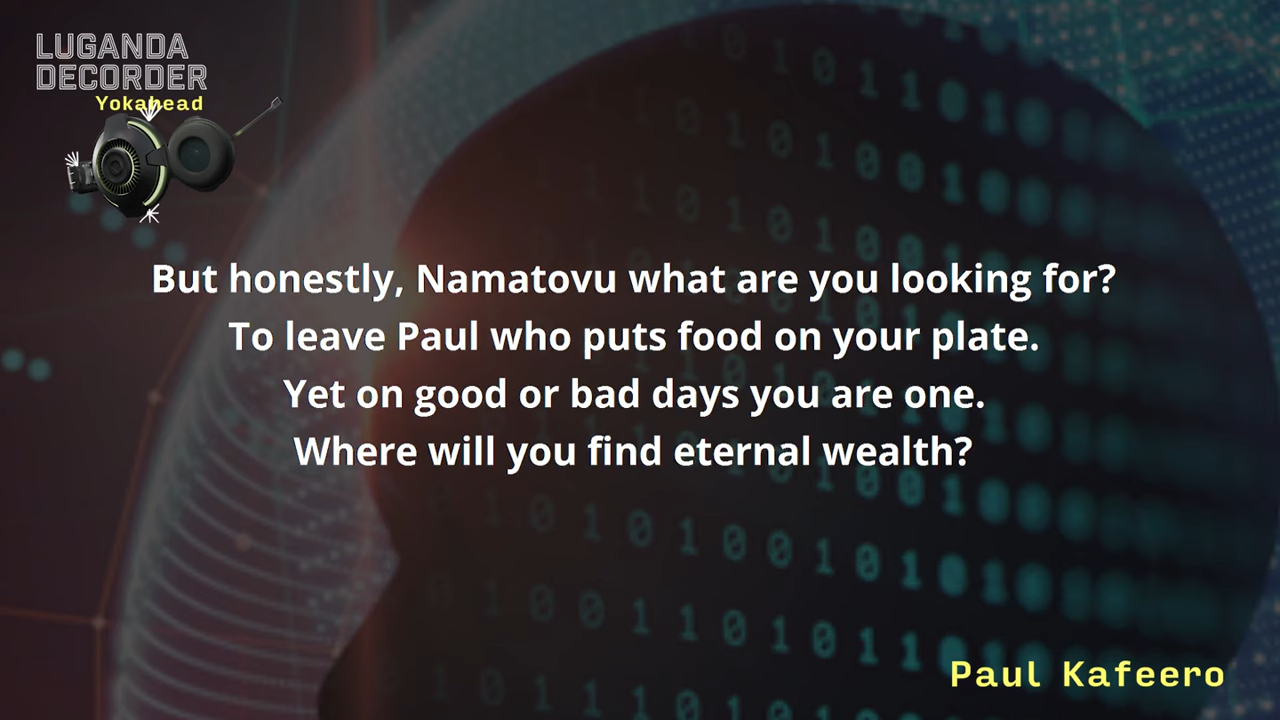 LUGANDA
DECORDER
Yokahead
But honestly, Namatovu what are you looking for?
To leave Paul who puts food on your plate.
Yet on good or bad days you are one.
Where will you find eternal wealth?
Paul Kafeero